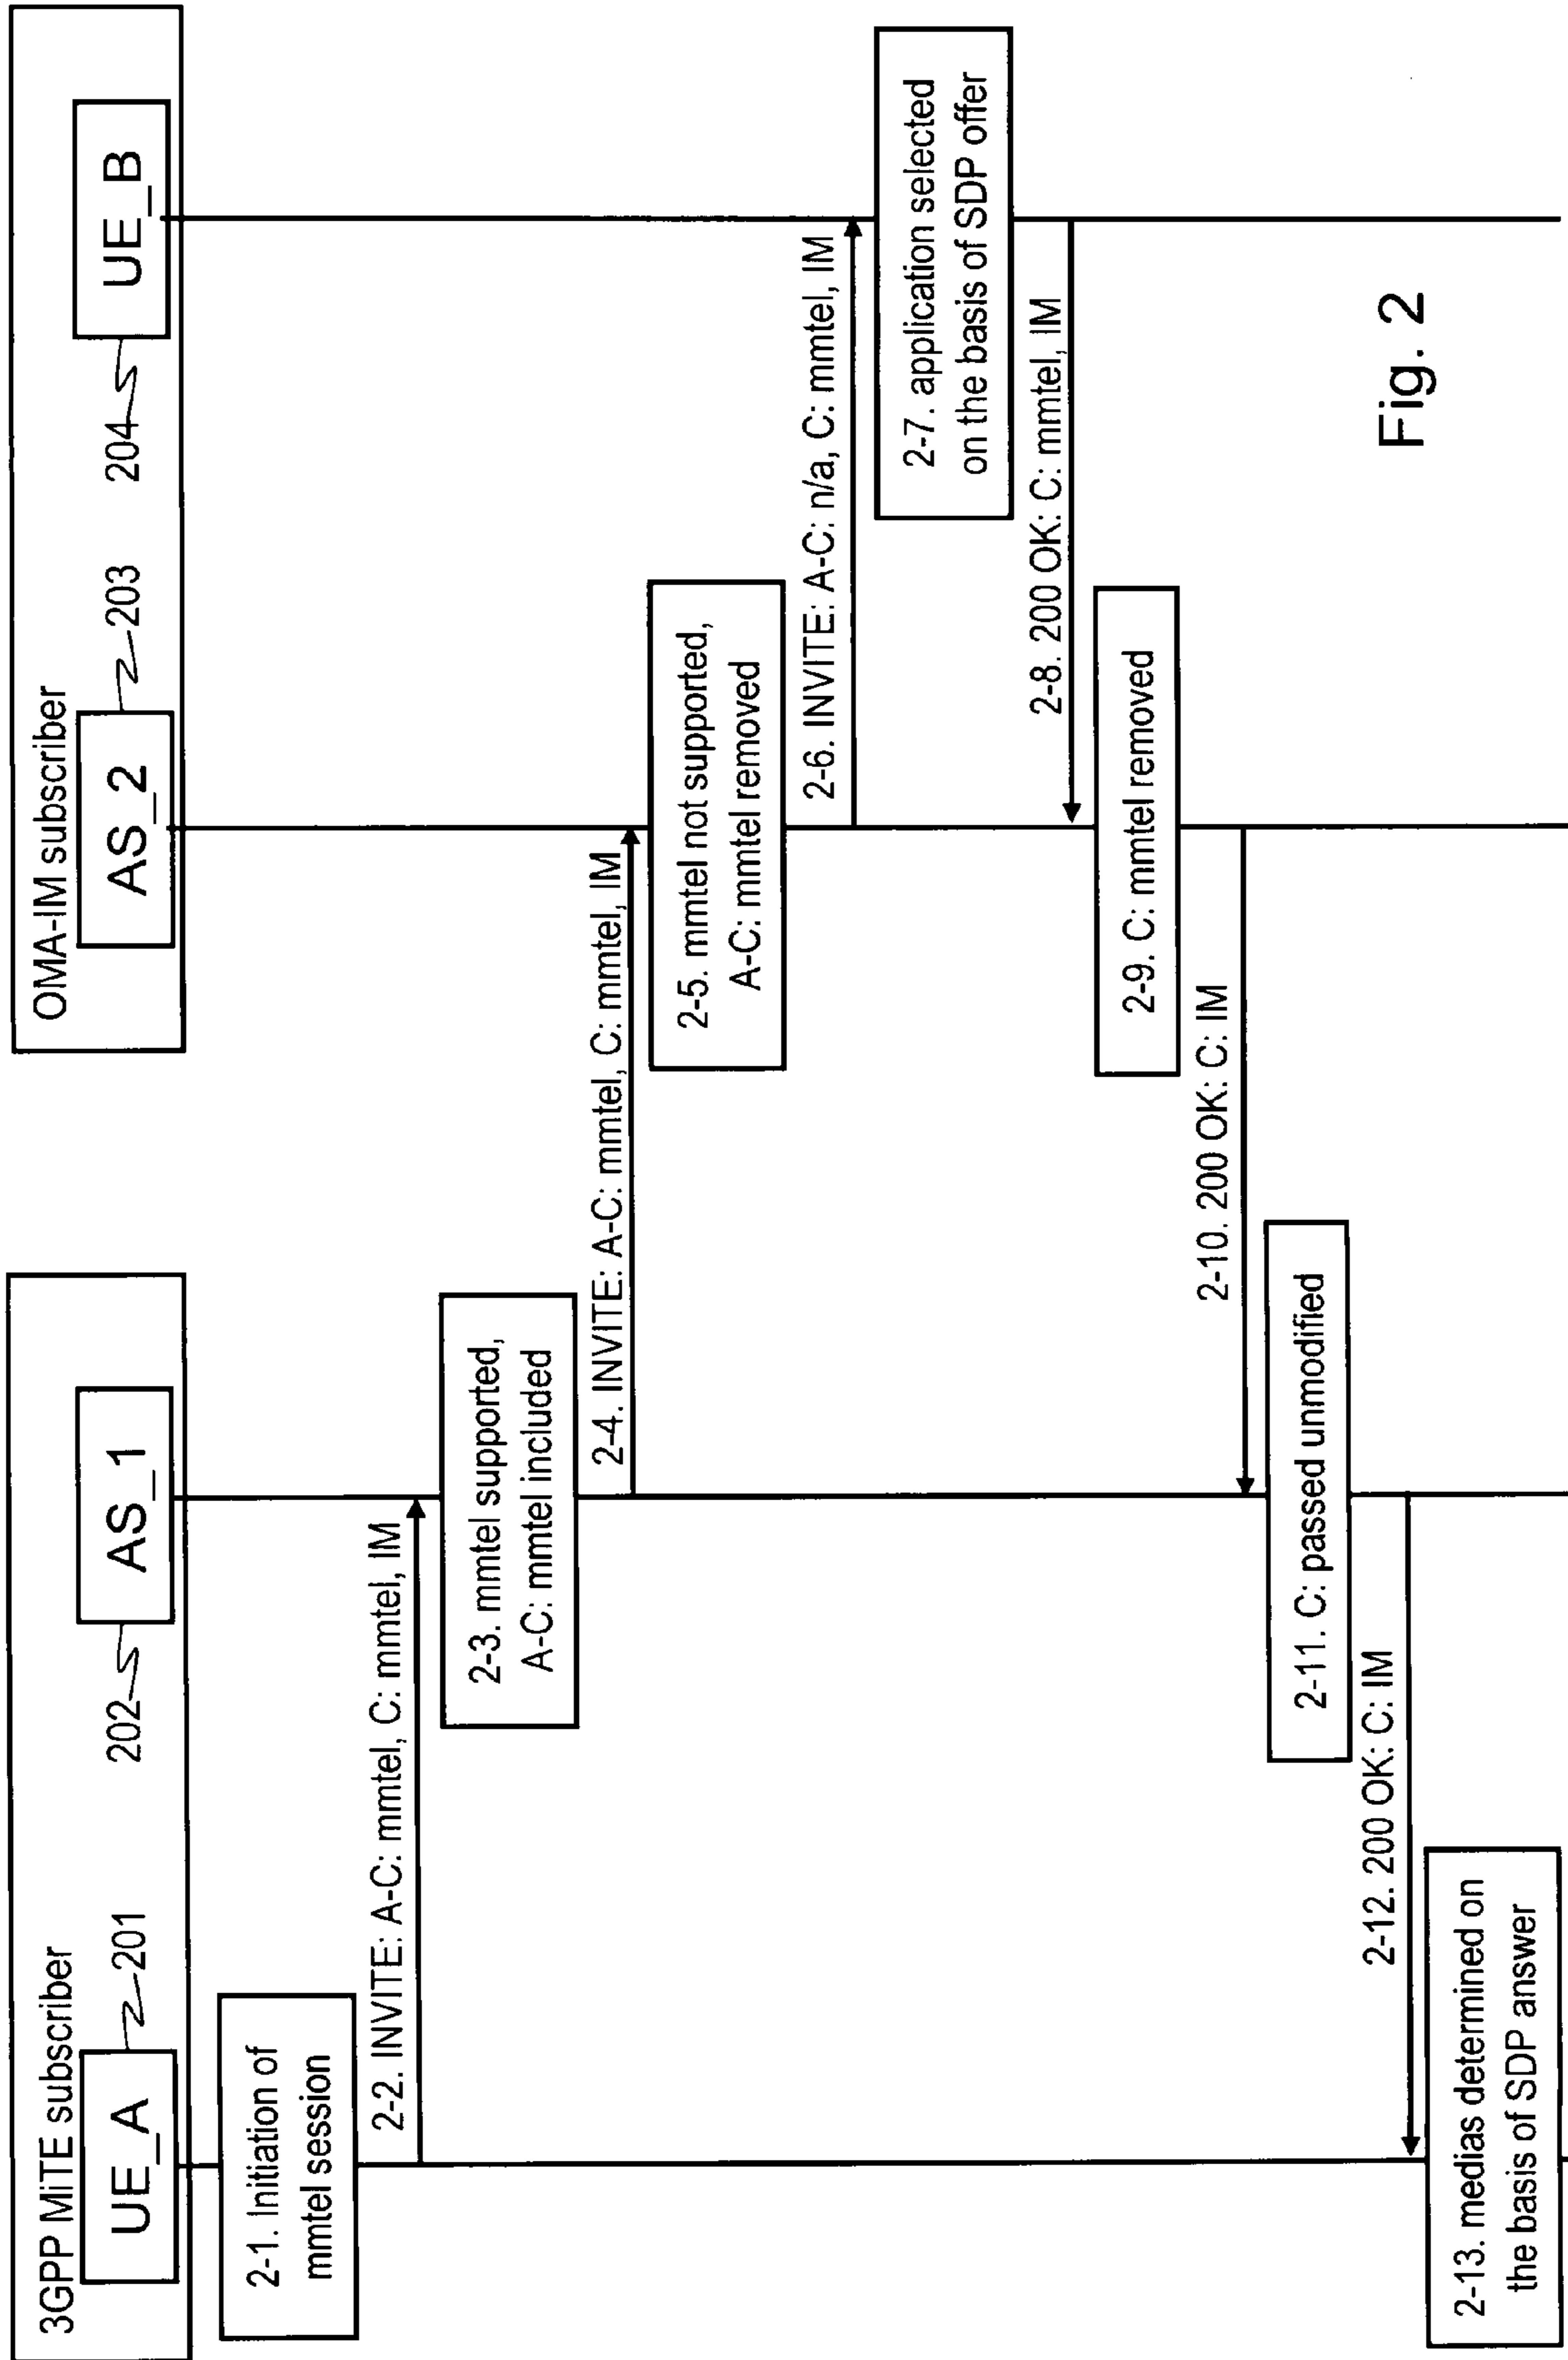 3GPP MiTE subscriber
UE_A
201
202
AS_1
OMA-IM subscriber
AS_2
203
204
UE_B
2-1. Initiation of
mmtel session
2-2. INVITE: A-C: mmtel, C: mmtel, IM
2-3. mmtel supported,
A-C: mmtel included
2-4. INVITE: A-C: mmtel, C: mmtel, IM
2-5. mmtel not supported,
A-C: mmtel removed
2-6. INVITE: A-C: n/a, C: mmtel, IM
2-7. application selected
on the basis of SDP offer
2-8. 200 OK: C: mmtel, IM
2-9. C: mmtel removed
2-10. 200 OK: C: IM
2-11. C: passed unmodified
2-12. 200 OK: C: IM
2-13. medias determined on
the basis of SDP answer
Fig. 2